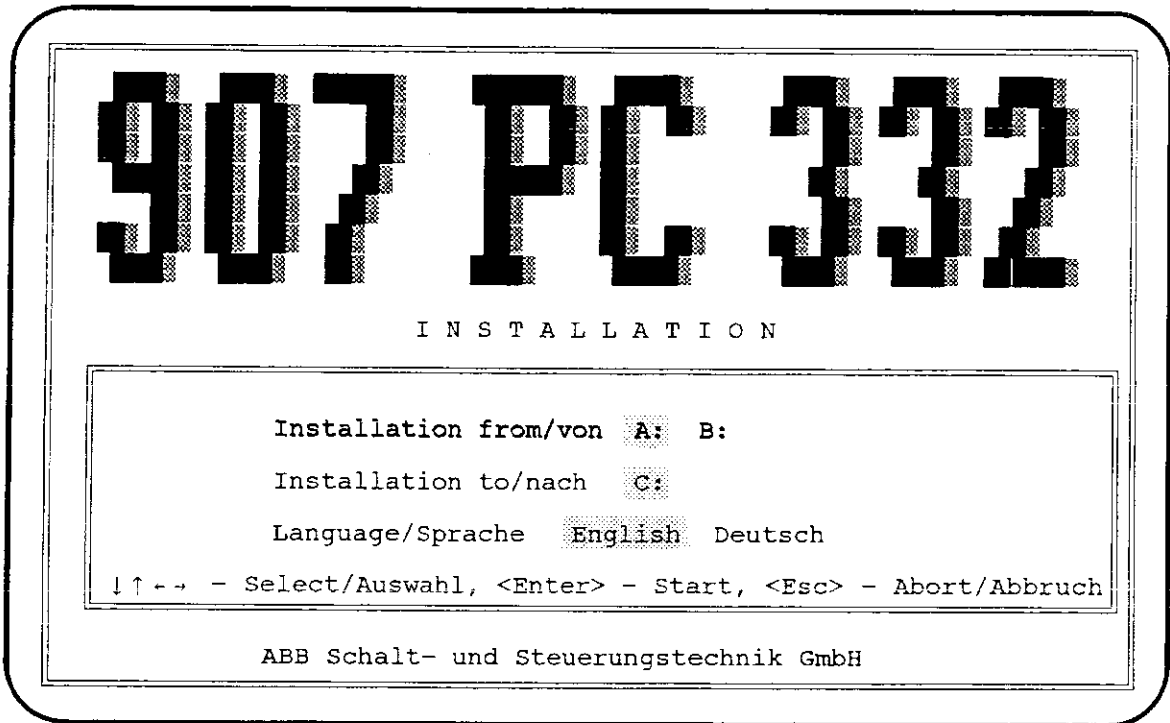 907 PC 332
INSTALLATION
Installation from/von A: B:
Installation to/nach C:
Language/Sprache English Deutsch
↓↑←→ - Select/Auswahl, <Enter> - Start, <Esc> - Abort/Abbruch
ABB Schalt- und Steuerungstechnik GmbH